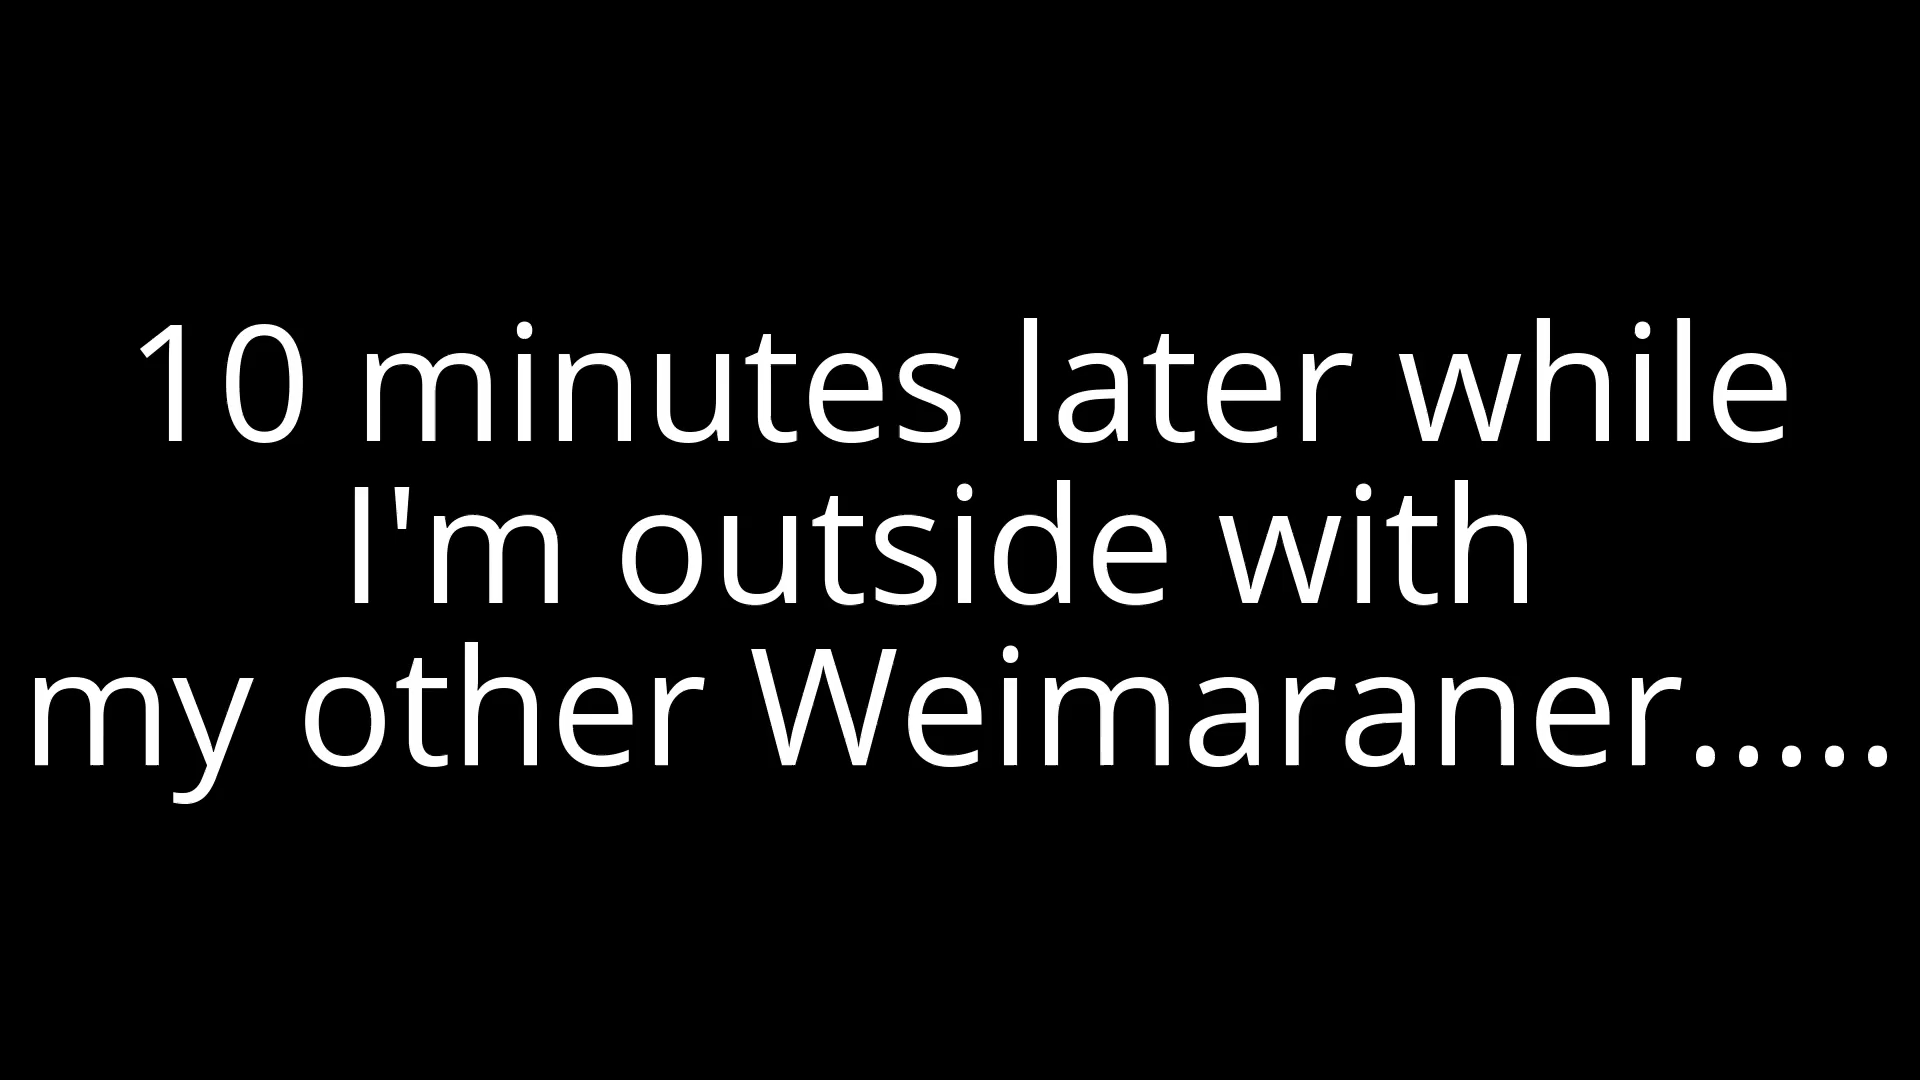 10 minutes later while
I'm outside with
my other Weimaraner.....